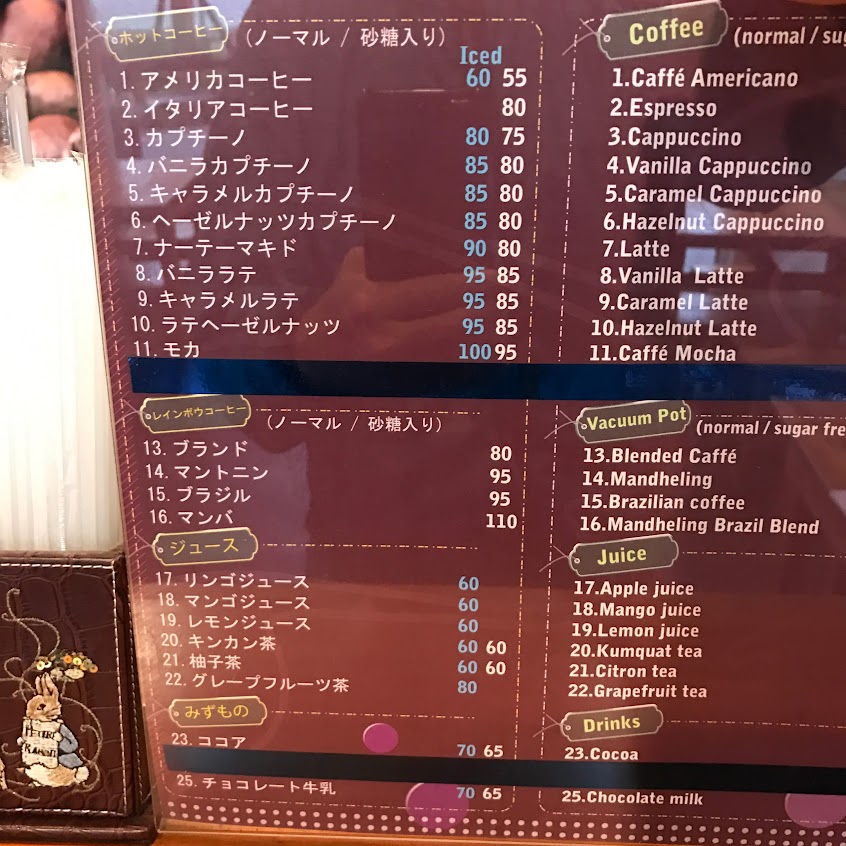 ホットコーヒー (ノーマル / 砂糖入り)
Iced
1. アメリカコーヒー 60 55
2. イタリアコーヒー 80
3. カプチーノ 80 75
4. バニラカプチーノ 85 80
5. キャラメルカプチーノ 85 80
6. ヘーゼルナッツカプチーノ 85 80
7. ナーテーマキド 90 80
8. バニララテ 95 85
9. キャラメルラテ 95 85
10. ラテヘーゼルナッツ 95 85
11. モカ 100 95
レインボウコーヒー (ノーマル / 砂糖入り)
13. ブランド 80
14. マントニン 95
15. ブラジル 95
16. マンバ 110
ジュース
17. リンゴジュース 60
18. マンゴジュース 60
19. レモンジュース 60
20. キンカン茶 60 60
21. 柚子茶 60 60
22. グレープフルーツ茶 80
みずもの
23. ココア 70 65
25. チョコレート牛乳 70 65
Coffee (normal / sug
1.Caffé Americano
2.Espresso
3.Cappuccino
4.Vanilla Cappuccino
5.Caramel Cappuccino
6.Hazelnut Cappuccino
7.Latte
8.Vanilla Latte
9.Caramel Latte
10.Hazelnut Latte
11.Caffé Mocha
Vacuum Pot (normal / sugar fre
13.Blended Caffé
14.Mandheling
15.Brazilian coffee
16.Mandheling Brazil Blend
Juice
17.Apple juice
18.Mango juice
19.Lemon juice
20.Kumquat tea
21.Citron tea
22.Grapefruit tea
Drinks
23.Cocoa
25.Chocolate milk